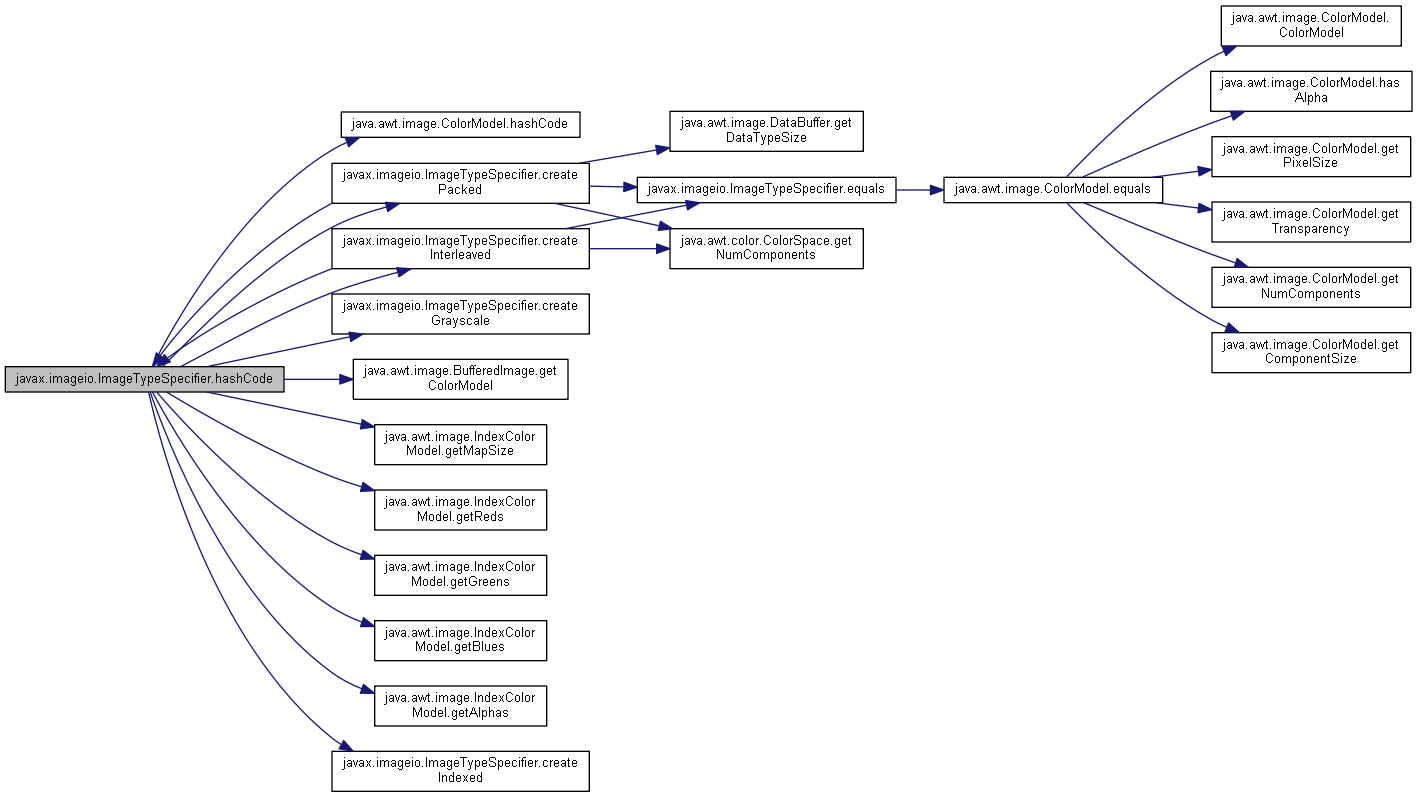 javax.imageio.ImageTypeSpecifier.hashCode
java.awt.image.ColorModel.hashCode
javax.imageio.ImageTypeSpecifier.create
Packed
javax.imageio.ImageTypeSpecifier.create
Interleaved
javax.imageio.ImageTypeSpecifier.create
Grayscale
java.awt.image.BufferedImage.get
ColorModel
java.awt.image.IndexColor
Model.getMapSize
java.awt.image.IndexColor
Model.getReds
java.awt.image.IndexColor
Model.getGreens
java.awt.image.IndexColor
Model.getBlues
java.awt.image.IndexColor
Model.getAlphas
javax.imageio.ImageTypeSpecifier.create
Indexed
java.awt.image.DataBuffer.get
DataTypeSize
javax.imageio.ImageTypeSpecifier.equals
java.awt.color.ColorSpace.get
NumComponents
java.awt.image.ColorModel.equals
java.awt.image.ColorModel.
ColorModel
java.awt.image.ColorModel.has
Alpha
java.awt.image.ColorModel.get
PixelSize
java.awt.image.ColorModel.get
Transparency
java.awt.image.ColorModel.get
NumComponents
java.awt.image.ColorModel.get
ComponentSize